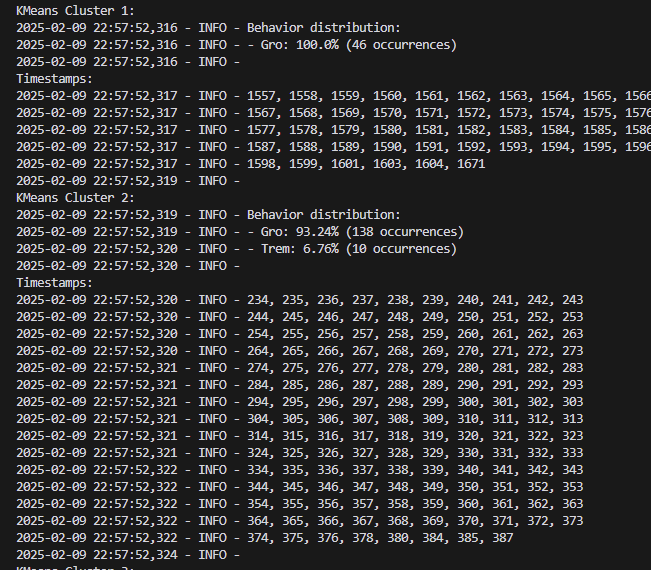 KMeans Cluster 1:
2025-02-09 22:57:52,316 - INFO - Behavior distribution:
2025-02-09 22:57:52,316 - INFO - - Gro: 100.0% (46 occurrences)
2025-02-09 22:57:52,316 - INFO -
Timestamps:
2025-02-09 22:57:52,317 - INFO - 1557, 1558, 1559, 1560, 1561, 1562, 1563, 1564, 1565, 1566
2025-02-09 22:57:52,317 - INFO - 1567, 1568, 1569, 1570, 1571, 1572, 1573, 1574, 1575, 1576
2025-02-09 22:57:52,317 - INFO - 1577, 1578, 1579, 1580, 1581, 1582, 1583, 1584, 1585, 1586
2025-02-09 22:57:52,317 - INFO - 1587, 1588, 1589, 1590, 1591, 1592, 1593, 1594, 1595, 1596
2025-02-09 22:57:52,317 - INFO - 1598, 1599, 1601, 1603, 1604, 1671
2025-02-09 22:57:52,319 - INFO -
KMeans Cluster 2:
2025-02-09 22:57:52,319 - INFO - Behavior distribution:
2025-02-09 22:57:52,319 - INFO - - Gro: 93.24% (138 occurrences)
2025-02-09 22:57:52,320 - INFO - - Trem: 6.76% (10 occurrences)
2025-02-09 22:57:52,320 - INFO -
Timestamps:
2025-02-09 22:57:52,320 - INFO - 234, 235, 236, 237, 238, 239, 240, 241, 242, 243
2025-02-09 22:57:52,320 - INFO - 244, 245, 246, 247, 248, 249, 250, 251, 252, 253
2025-02-09 22:57:52,320 - INFO - 254, 255, 256, 257, 258, 259, 260, 261, 262, 263
2025-02-09 22:57:52,320 - INFO - 264, 265, 266, 267, 268, 269, 270, 271, 272, 273
2025-02-09 22:57:52,321 - INFO - 274, 275, 276, 277, 278, 279, 280, 281, 282, 283
2025-02-09 22:57:52,321 - INFO - 284, 285, 286, 287, 288, 289, 290, 291, 292, 293
2025-02-09 22:57:52,321 - INFO - 294, 295, 296, 297, 298, 299, 300, 301, 302, 303
2025-02-09 22:57:52,321 - INFO - 304, 305, 306, 307, 308, 309, 310, 311, 312, 313
2025-02-09 22:57:52,321 - INFO - 314, 315, 316, 317, 318, 319, 320, 321, 322, 323
2025-02-09 22:57:52,321 - INFO - 324, 325, 326, 327, 328, 329, 330, 331, 332, 333
2025-02-09 22:57:52,322 - INFO - 334, 335, 336, 337, 338, 339, 340, 341, 342, 343
2025-02-09 22:57:52,322 - INFO - 344, 345, 346, 347, 348, 349, 350, 351, 352, 353
2025-02-09 22:57:52,322 - INFO - 354, 355, 356, 357, 358, 359, 360, 361, 362, 363
2025-02-09 22:57:52,322 - INFO - 364, 365, 366, 367, 368, 369, 370, 371, 372, 373
2025-02-09 22:57:52,322 - INFO - 374, 375, 376, 378, 380, 384, 385, 387
2025-02-09 22:57:52,324 - INFO -